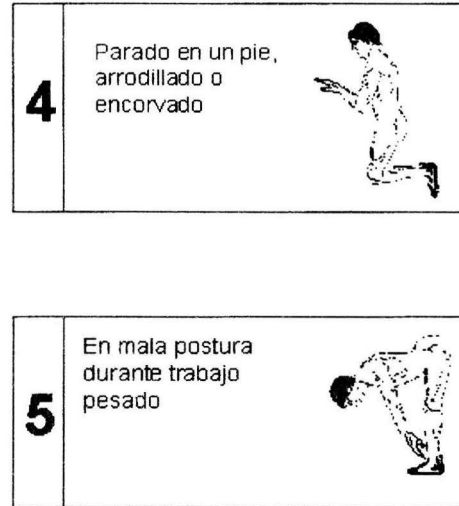 4
Parado en un pie,
arrodillado o
encorvado
5
En mala postura
durante trabajo
pesado